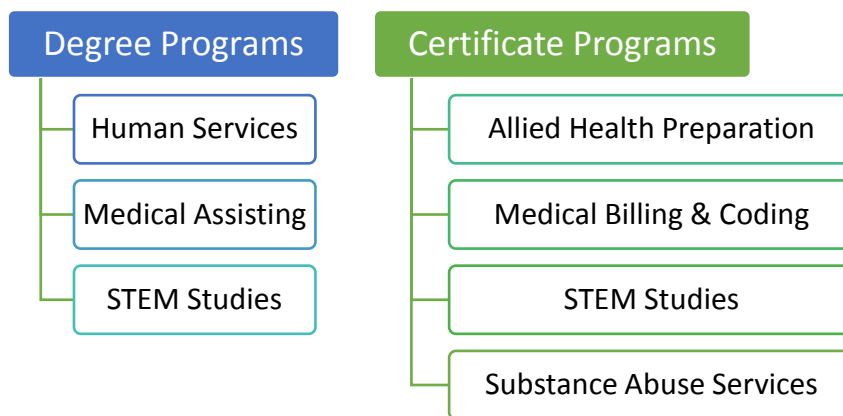 Degree Programs
Human Services
Medical Assisting
STEM Studies
Certificate Programs
Allied Health Preparation
Medical Billing & Coding
STEM Studies
Substance Abuse Services